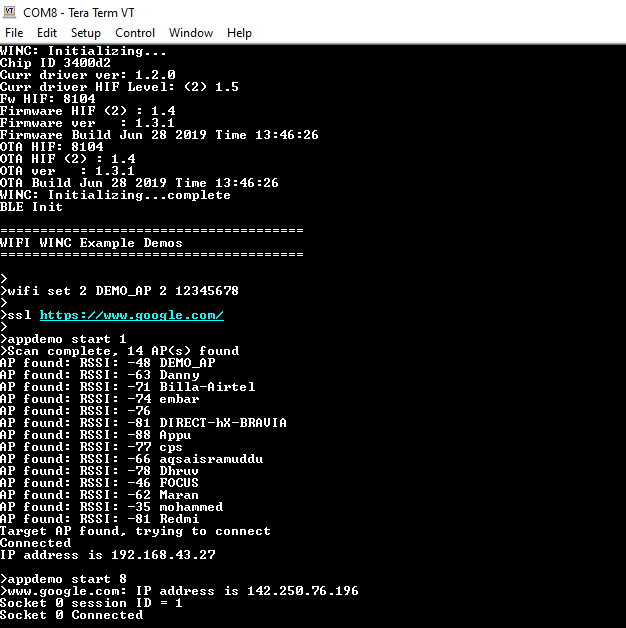 COM8 - Tera Term VT
File Edit Setup Control Window Help
WINC: Initializing...
Chip ID 3400d2
Curr driver ver: 1.2.0
Curr driver HIF Level: (2) 1.5
Fw HIF: 8104
Firmware HIF (2) : 1.4
Firmware ver   : 1.3.1
Firmware Build Jun 28 2019 Time 13:46:26
OTA HIF: 8104
OTA HIF (2) : 1.4
OTA ver   : 1.3.1
OTA Build Jun 28 2019 Time 13:46:26
WINC: Initializing...complete
BLE Init
======================================
WIFI WINC Example Demos
======================================
>
>wifi set 2 DEMO_AP 2 12345678
>
>ssl https://www.google.com/
>
>appdemo start 1
>Scan complete, 14 AP(s) found
AP found: RSSI: -48 DEMO_AP
AP found: RSSI: -63 Danny
AP found: RSSI: -71 Billa-Airtel
AP found: RSSI: -74 embar
AP found: RSSI: -76
AP found: RSSI: -81 DIRECT-hX-BRAVIA
AP found: RSSI: -88 Appu
AP found: RSSI: -77 cps
AP found: RSSI: -66 aqsaisramuddu
AP found: RSSI: -78 Dhruv
AP found: RSSI: -46 FOCUS
AP found: RSSI: -62 Maran
AP found: RSSI: -35 mohammed
AP found: RSSI: -81 Redmi
Target AP found, trying to connect
Connected
IP address is 192.168.43.27
>appdemo start 8
>www.google.com: IP address is 142.250.76.196
Socket 0 session ID = 1
Socket 0 Connected